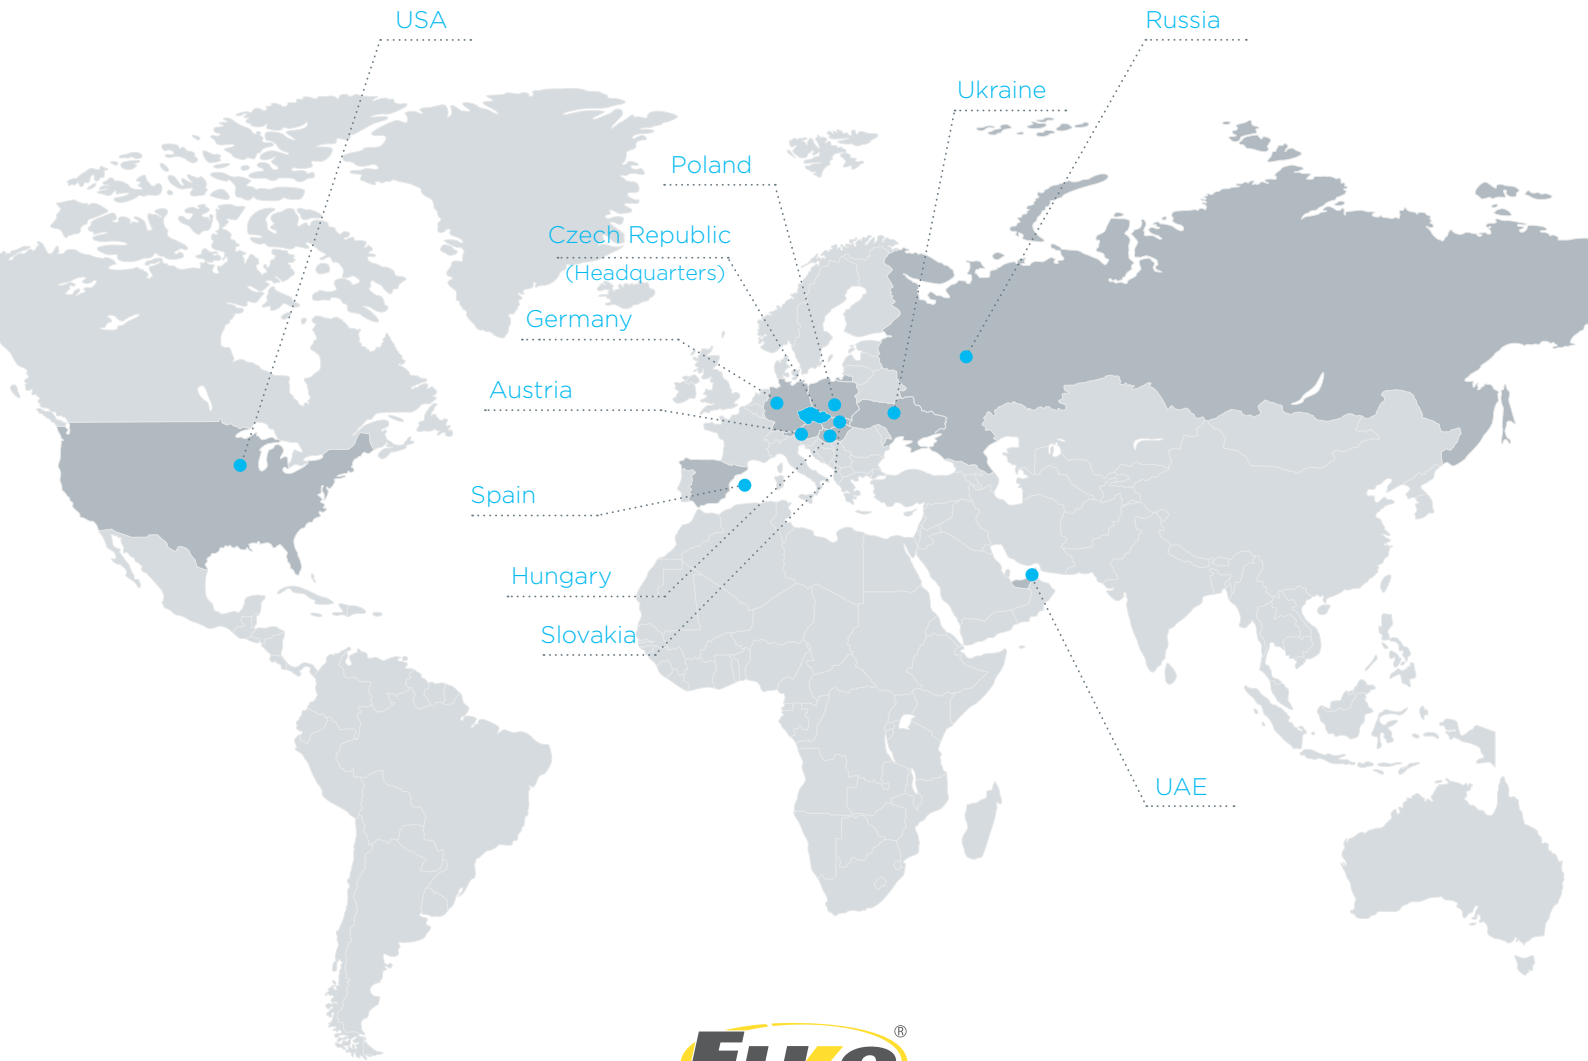 USA
Russia
Ukraine
Poland
Czech Republic
(Headquarters)
Germany
Austria
Spain
Hungary
Slovakia
UAE
®